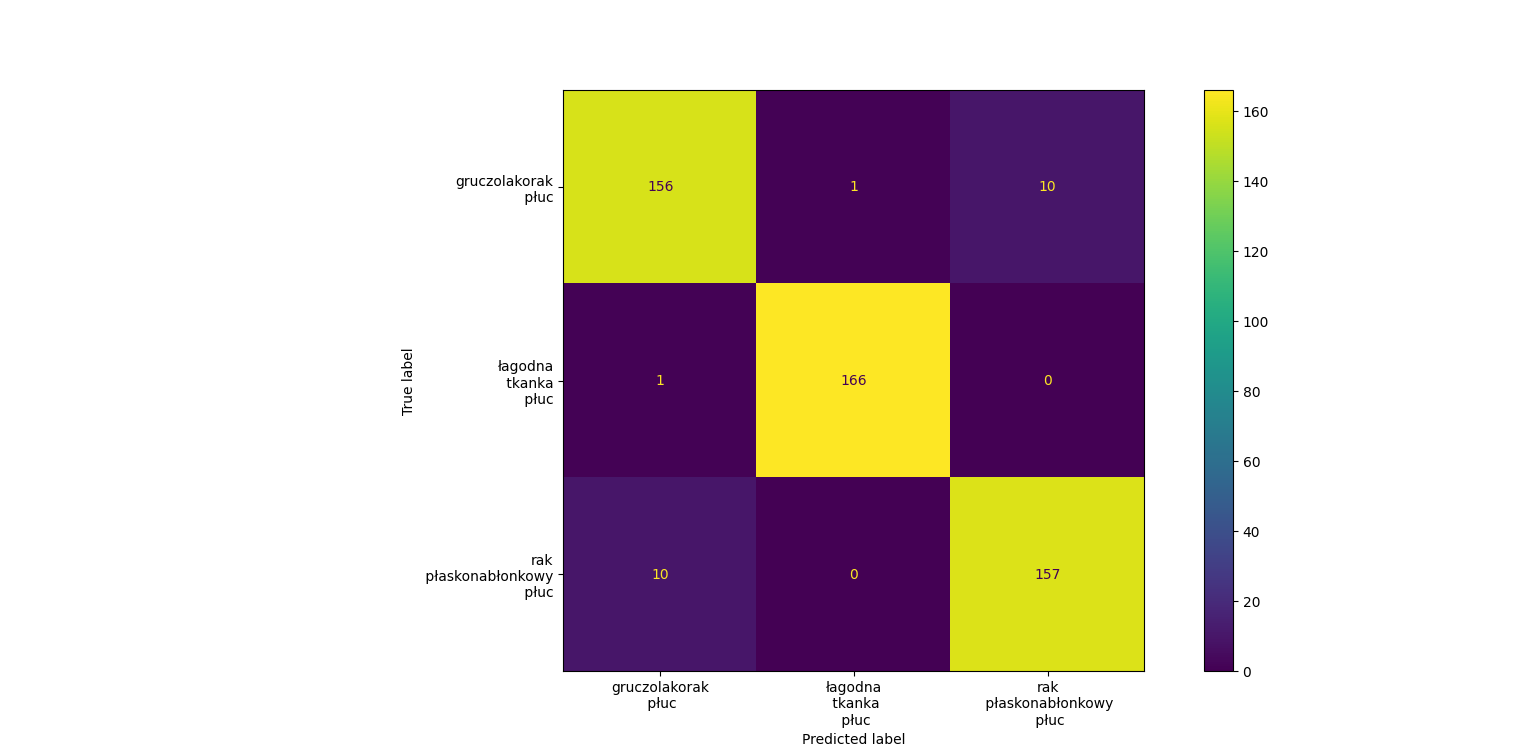 160
140
120
100
80
60
40
20
0
True label
gruczolakorak
płuc
156
1
10
łagodna
tkanka
płuc
1
166
0
rak
płaskonabłonkowy
płuc
10
0
157
gruczolakorak
płuc
łagodna
tkanka
płuc
rak
płaskonabłonkowy
płuc
Predicted label